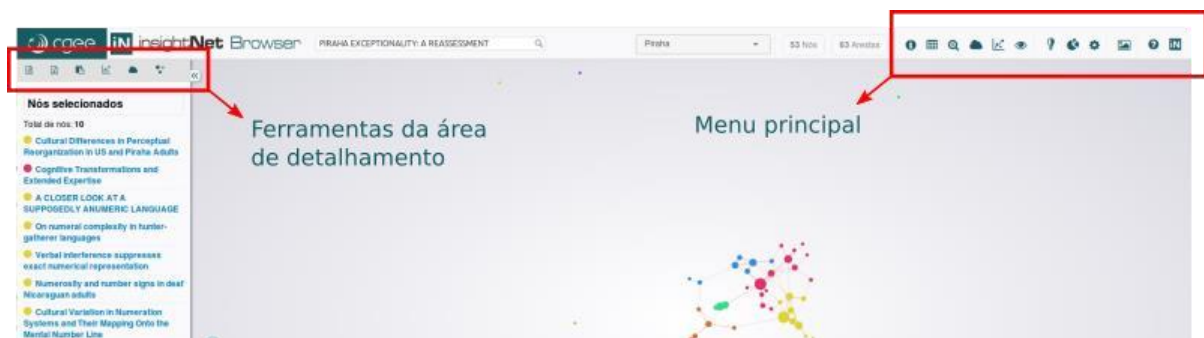 cgee iN insightNet Browser
PIRAHA EXCEPTIONALITY: A REASSESSMENT
Piraha
53 Nós
63 Arestas
iN
Nós selecionados
Total de nós: 10
Cultural Differences in Perceptual
Reorganization in US and Piraha Adults
Cognitive Transformations and
Extended Expertise
A CLOSER LOOK AT A
SUPPOSEDLY ANUMERIC LANGUAGE
On numeral complexity in hunter-
gatherer languages
Verbal interference suppresses
exact numerical representation
Numerosity and number signs in deaf
Nicaraguan adults
Cultural Variation in Numeration
Systems and Their Mapping Onto the
Mental Number Line
Ferramentas da área
de detalhamento
Menu principal